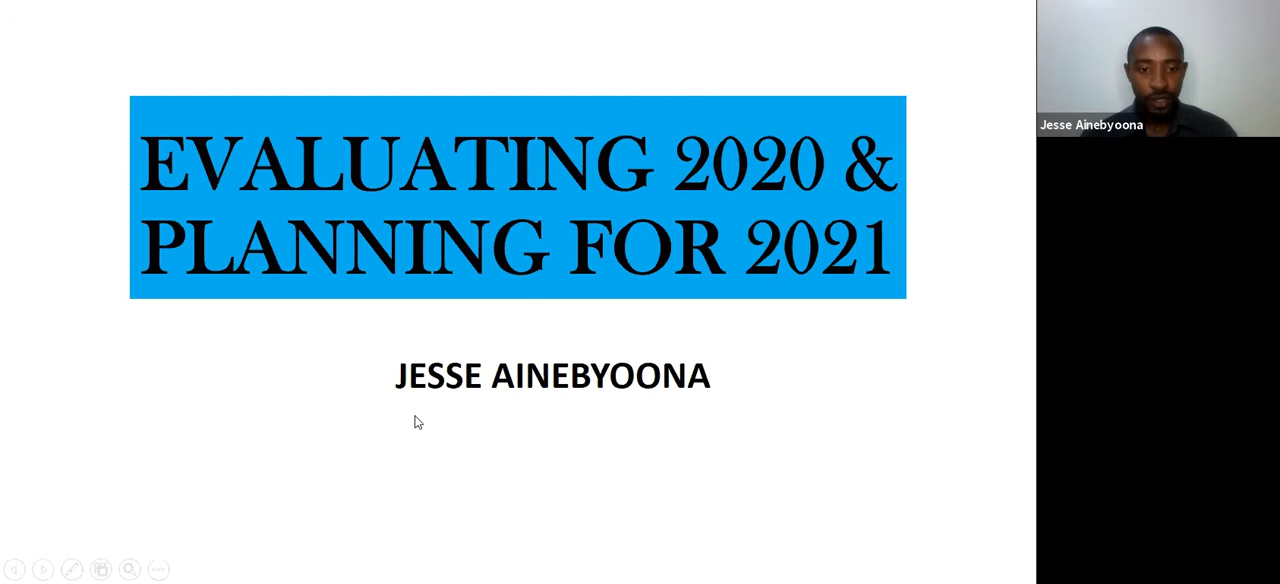 EVALUATING 2020 &
PLANNING FOR 2021
JESSE AINEBYOONA
Jesse Ainebyoona